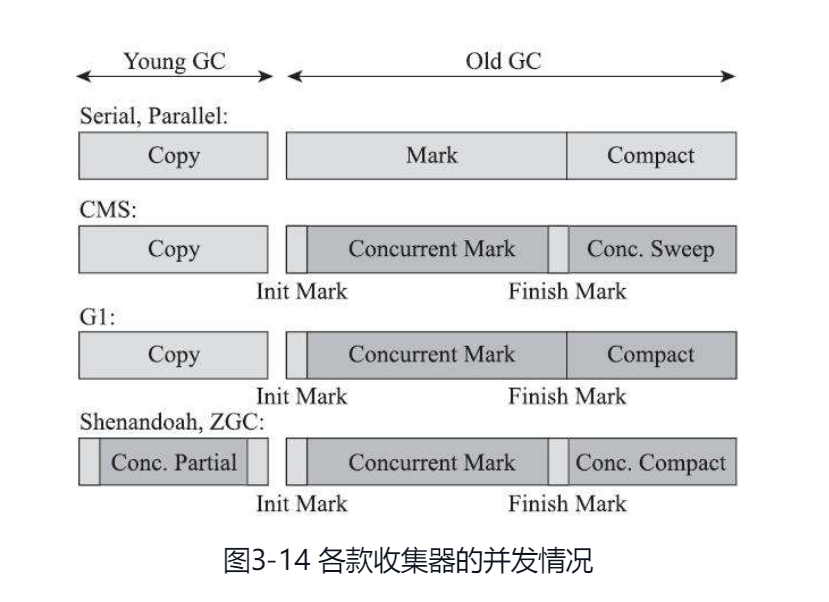 Young GC Old GC
Serial, Parallel:
Copy Mark Compact
CMS:
Copy Concurrent Mark Conc. Sweep
Init Mark Finish Mark
G1:
Copy Concurrent Mark Compact
Init Mark Finish Mark
Shenandoah, ZGC:
Conc. Partial Concurrent Mark Conc. Compact
Init Mark Finish Mark
图3-14 各款收集器的并发情况